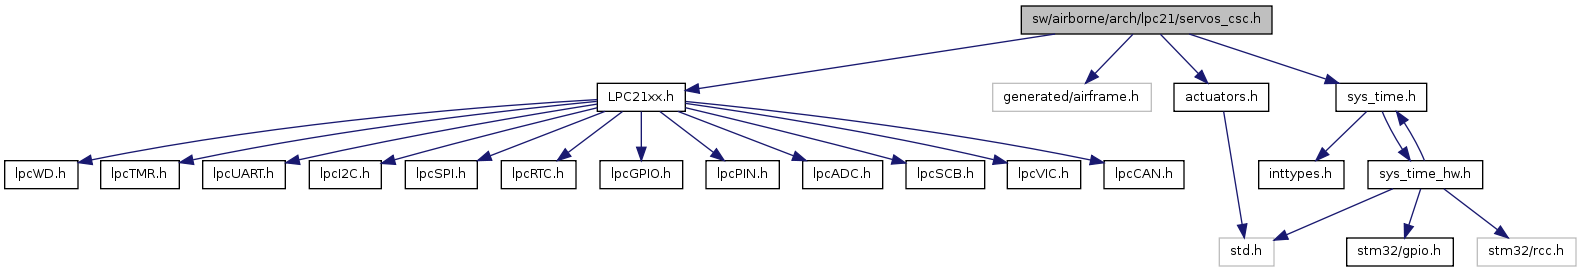 sw/airborne/arch/lpc21/servos_csc.h
LPC21xx.h
generated/airframe.h
actuators.h
sys_time.h
lpcWD.h
lpcTMR.h
lpcUART.h
lpcI2C.h
lpcSPI.h
lpcRTC.h
lpcGPIO.h
lpcPIN.h
lpcADC.h
lpcSCB.h
lpcVIC.h
lpcCAN.h
inttypes.h
sys_time_hw.h
std.h
stm32/gpio.h
stm32/rcc.h